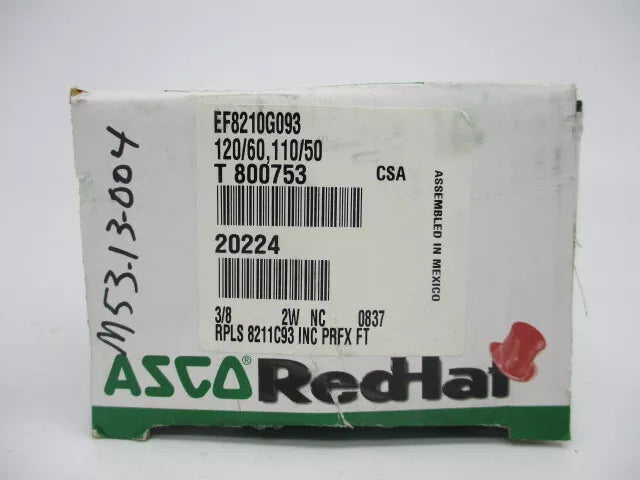 EF8210G093
120/60,110/50
T 800753 CSA
20224
3/8 2W NC 0837
RPLS 8211C93 INC PRFX FT
ASSEMBLED IN MEXICO
M53-13-004
ASCO® RedHat